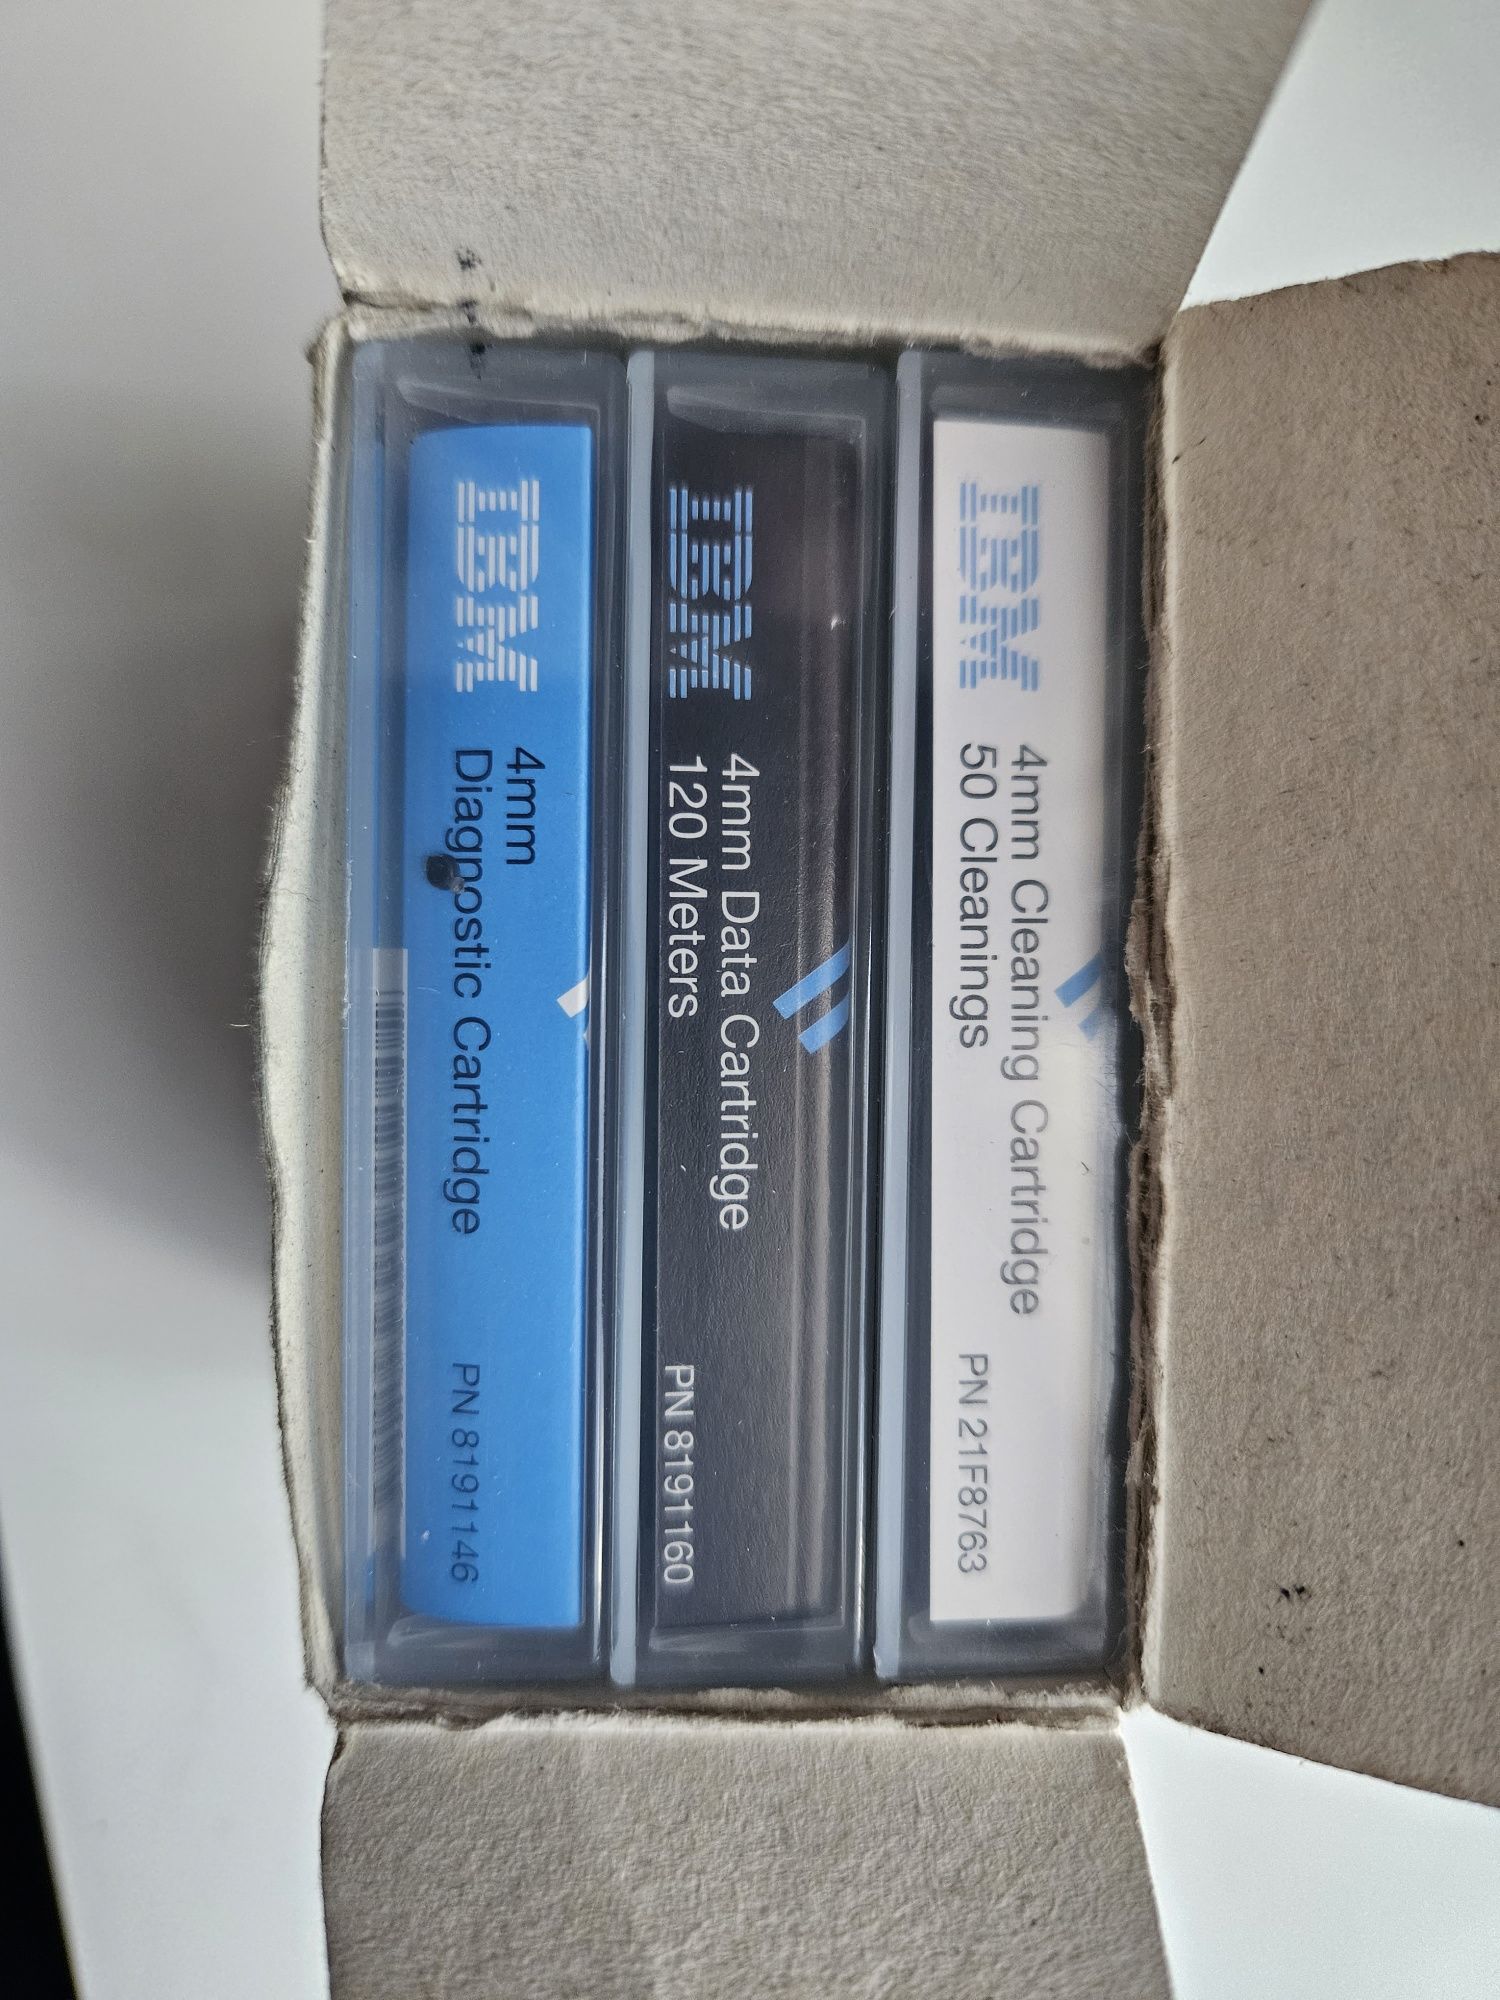 IBM
4mm Cleaning Cartridge
50 Cleanings
PN 21F8763
IBM
4mm Data Cartridge
120 Meters
PN 8191160
IBM
4mm
Diagnostic Cartridge
PN 8191146